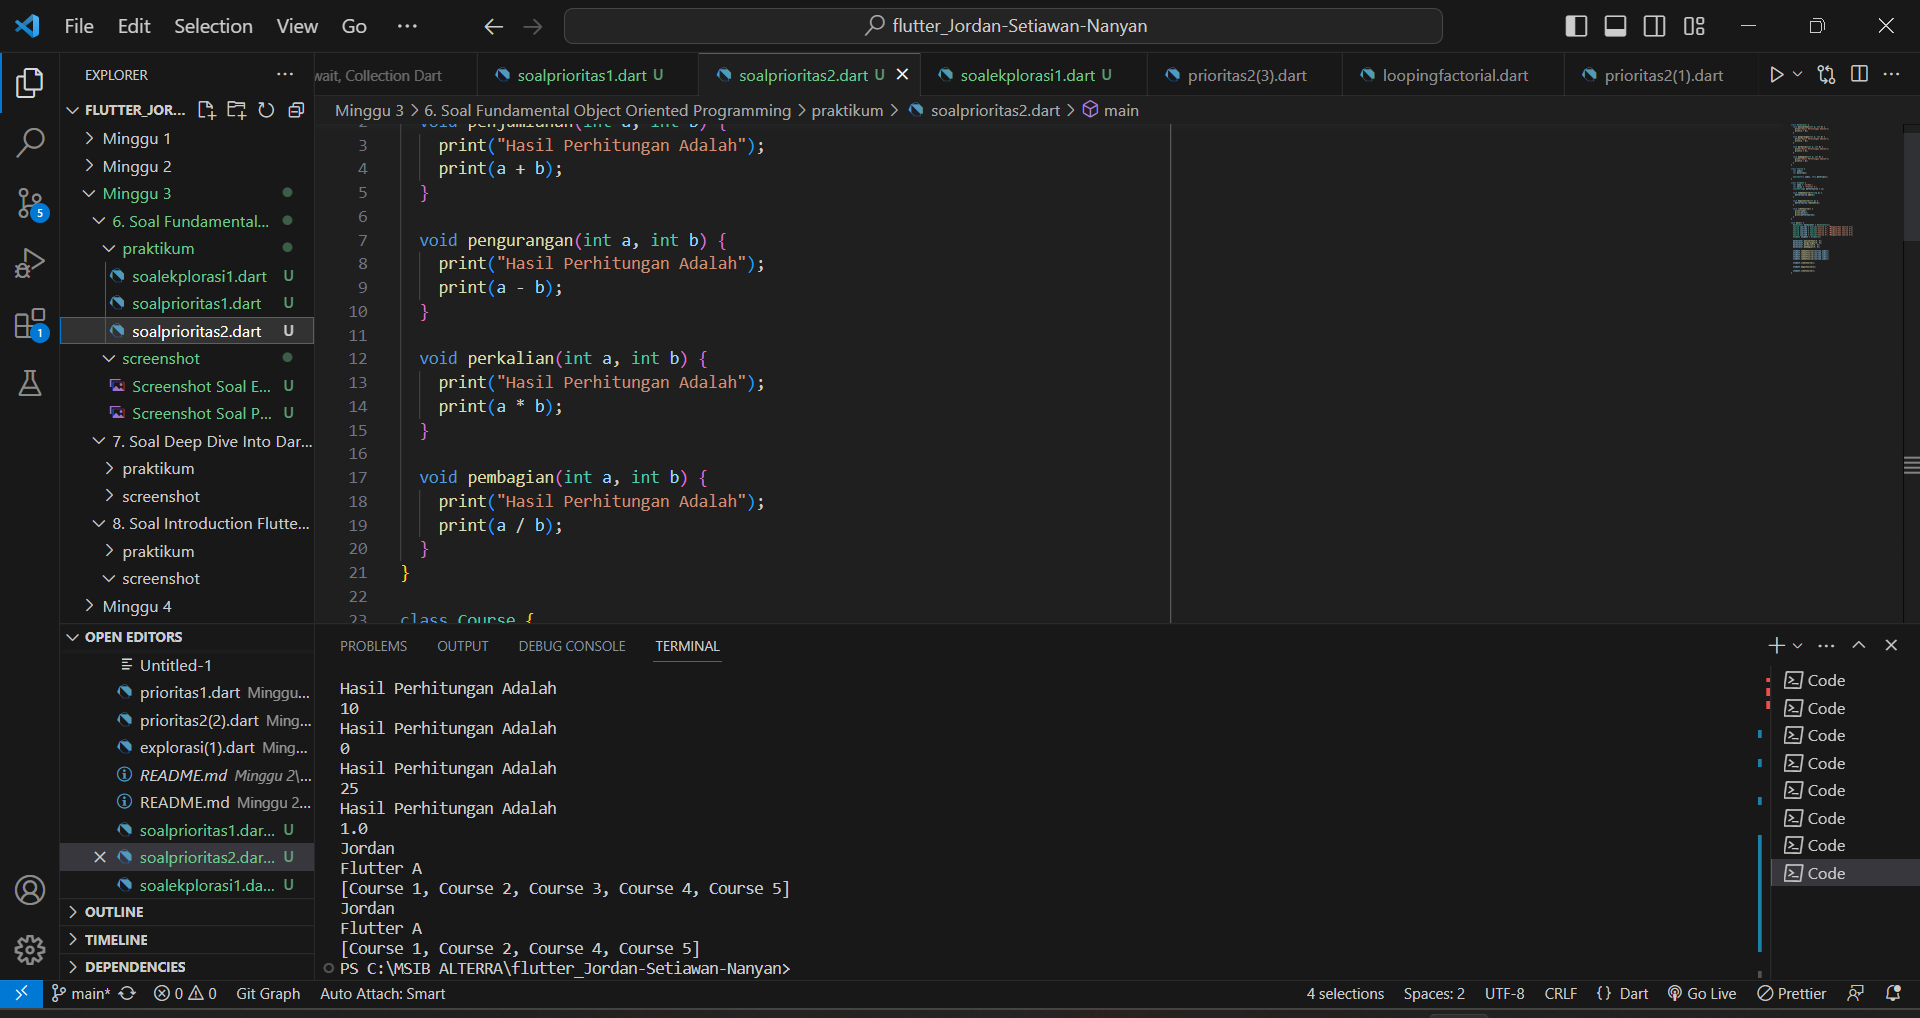 File Edit Selection View Go ··· flutter_Jordan-Setiawan-Nanyan
EXPLORER ···
wait, Collection Dart soalprioritas1.dart U soalprioritas2.dart U soalekplorasi1.dart U prioritas2(3).dart loopingfactorial.dart prioritas2(1).dart
FLUTTER_JOR...
Minggu 1
Minggu 2
Minggu 3
6. Soal Fundamental...
praktikum
soalekplorasi1.dart U
soalprioritas1.dart U
soalprioritas2.dart U
screenshot
Screenshot Soal E... U
Screenshot Soal P... U
7. Soal Deep Dive Into Dar...
praktikum
screenshot
8. Soal Introduction Flutte...
praktikum
screenshot
Minggu 4
OPEN EDITORS
Untitled-1
prioritas1.dart Minggu...
prioritas2(2).dart Ming...
explorasi(1).dart Ming...
README.md Minggu 2\...
README.md Minggu 2...
soalprioritas1.dar... U
soalprioritas2.dar... U
soalekplorasi1.da... U
OUTLINE
TIMELINE
DEPENDENCIES
Minggu 3 > 6. Soal Fundamental Object Oriented Programming > praktikum > soalprioritas2.dart > main
2 void penjumlahan(int a, int b) {
3 print("Hasil Perhitungan Adalah");
4 print(a + b);
5 }
6
7 void pengurangan(int a, int b) {
8 print("Hasil Perhitungan Adalah");
9 print(a - b);
10 }
11
12 void perkalian(int a, int b) {
13 print("Hasil Perhitungan Adalah");
14 print(a * b);
15 }
16
17 void pembagian(int a, int b) {
18 print("Hasil Perhitungan Adalah");
19 print(a / b);
20 }
21 }
22
23 class Course {
PROBLEMS OUTPUT DEBUG CONSOLE TERMINAL
Hasil Perhitungan Adalah
10
Hasil Perhitungan Adalah
0
Hasil Perhitungan Adalah
25
Hasil Perhitungan Adalah
1.0
Jordan
Flutter A
[Course 1, Course 2, Course 3, Course 4, Course 5]
Jordan
Flutter A
[Course 1, Course 2, Course 4, Course 5]
PS C:\MSIB ALTERRA\flutter_Jordan-Setiawan-Nanyan>
Code
Code
Code
Code
Code
Code
Code
Code
5
1
main* 0 0 Git Graph Auto Attach: Smart 4 selections Spaces: 2 UTF-8 CRLF {} Dart Go Live Prettier